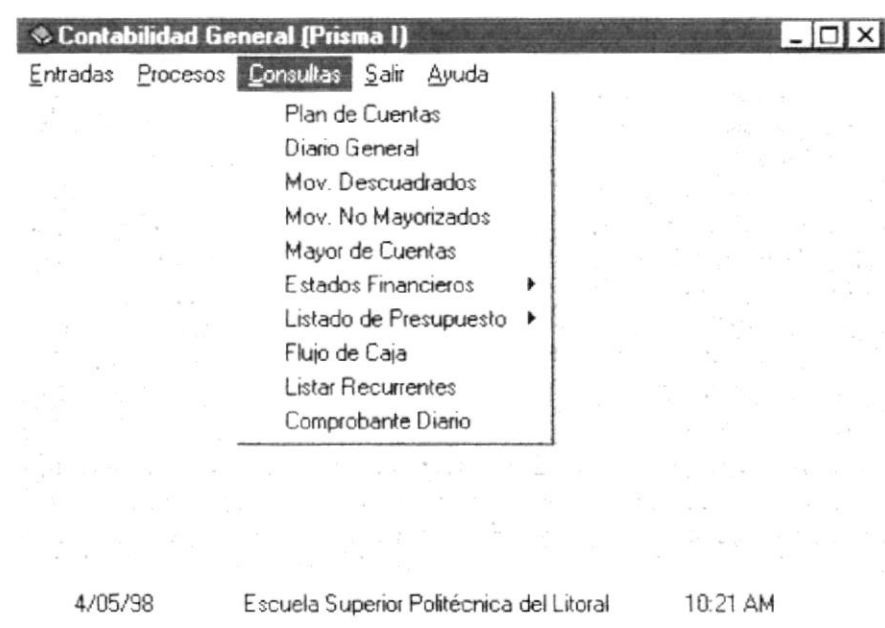 Contabilidad General (Prisma I)
Entradas Procesos Consultas Salir Ayuda
Plan de Cuentas
Diario General
Mov. Descuadrados
Mov. No Mayorizados
Mayor de Cuentas
Estados Financieros
Listado de Presupuesto
Flujo de Caja
Listar Recurrentes
Comprobante Diario
4/05/98 Escuela Superior Politécnica del Litoral 10:21 AM